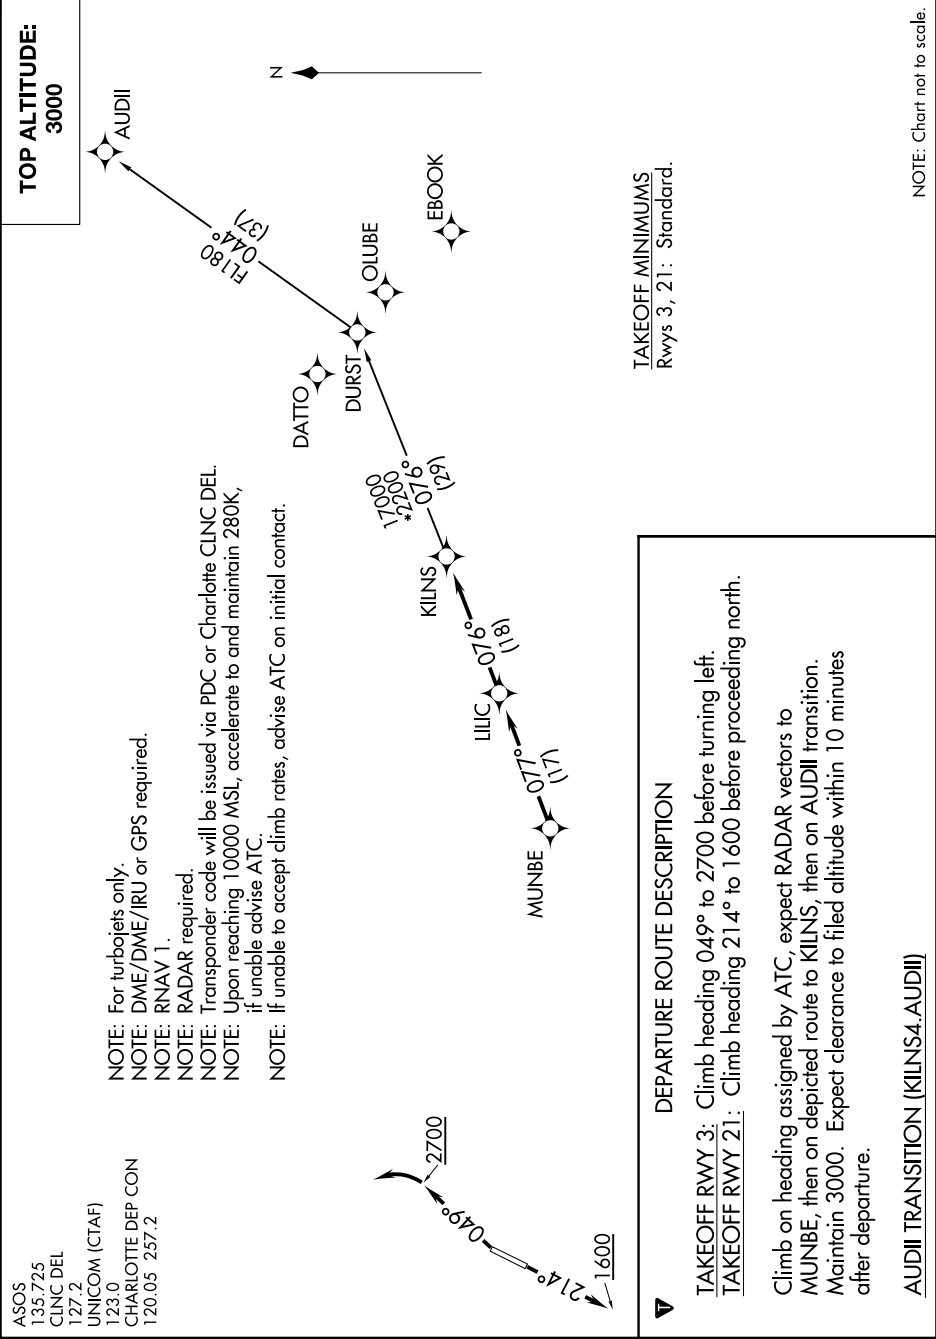 TOP ALTITUDE:
3000
ASOS
135.725
CLNC DEL
127.2
UNICOM (CTAF)
123.0
CHARLOTTE DEP CON
120.05 257.2
NOTE: For turbojets only.
NOTE: DME/DME/IRU or GPS required.
NOTE: RNAV 1.
NOTE: RADAR required.
NOTE: Transponder code will be issued via PDC or Charlotte CLNC DEL.
NOTE: Upon reaching 10000 MSL, accelerate to and maintain 280K,
if unable advise ATC.
NOTE: If unable to accept climb rates, advise ATC on initial contact.
N
AUDII
FL180
044°
(37)
OLUBE
EBOOK
DATTO
DURST
17000
*2200
076°
(29)
KILNS
076°
(18)
LILIC
077°
(17)
MUNBE
2700
049°
214°
1600
TAKEOFF MINIMUMS
Rwys 3, 21: Standard.
DEPARTURE ROUTE DESCRIPTION
T
TAKEOFF RWY 3: Climb heading 049° to 2700 before turning left.
TAKEOFF RWY 21: Climb heading 214° to 1600 before proceeding north.
Climb on heading assigned by ATC, expect RADAR vectors to
MUNBE, then on depicted route to KILNS, then on AUDII transition.
Maintain 3000. Expect clearance to filed altitude within 10 minutes
after departure.
AUDII TRANSITION (KILNS4.AUDII)
NOTE: Chart not to scale.